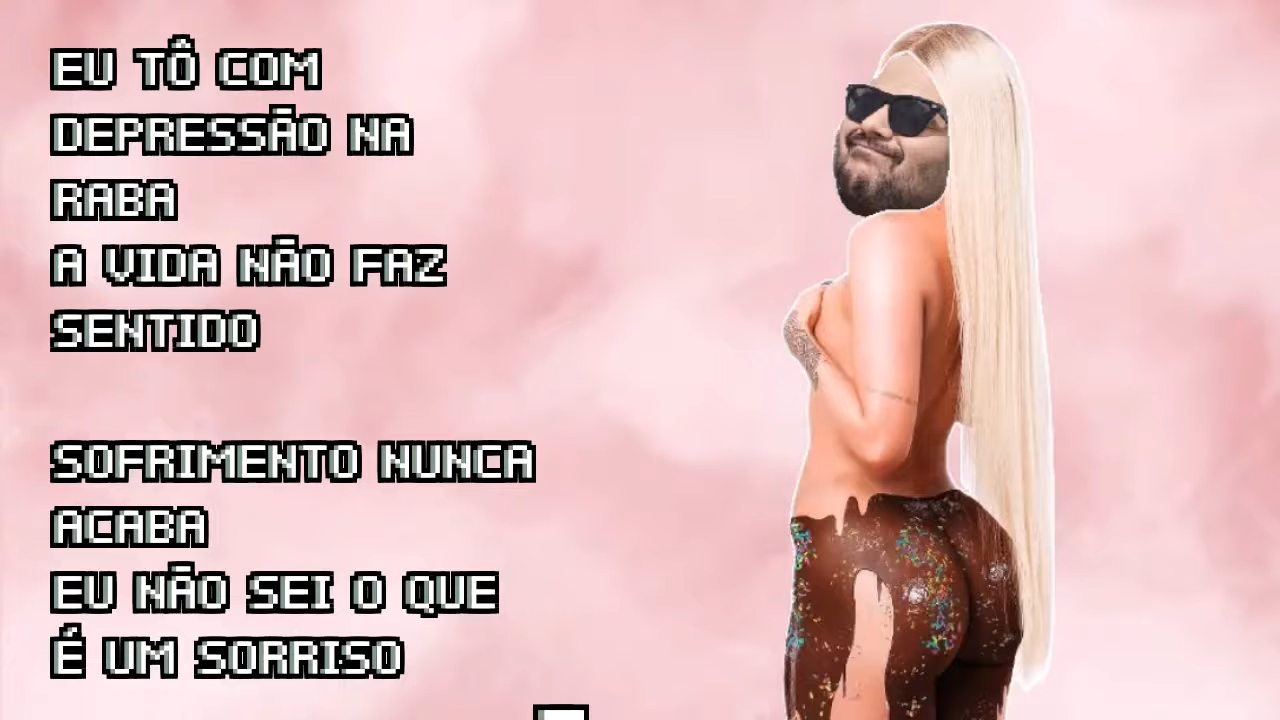 EU TÔ COM
DEPRESSÃO NA
RABA
A VIDA NÃO FAZ
SENTIDO
SOFRIMENTO NUNCA
ACABA
EU NÃO SEI O QUE
É UM SORRISO